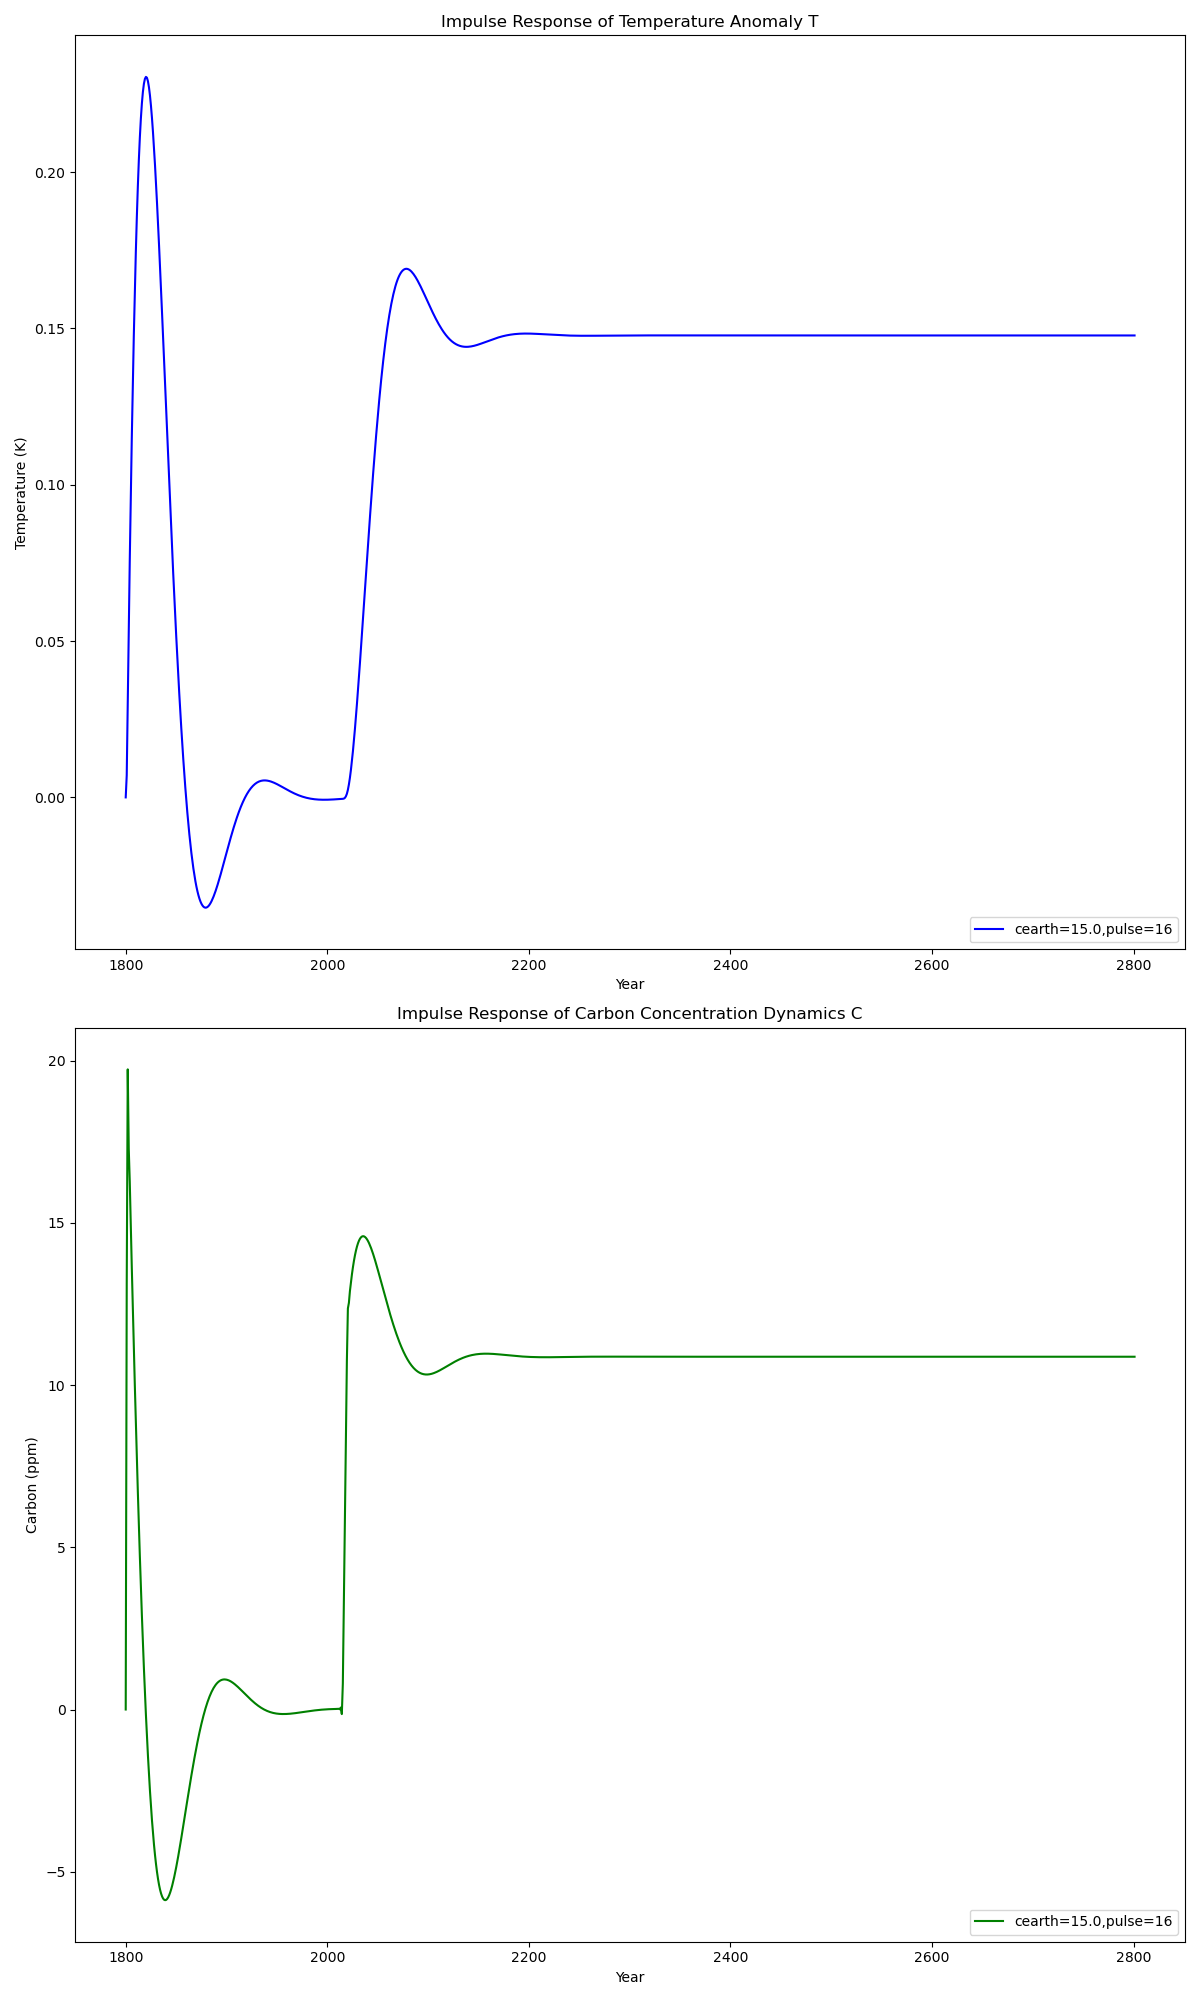 Impulse Response of Temperature Anomaly T
0.20
0.15
0.10
0.05
0.00
Temperature (K)
cearth=15.0,pulse=16
1800 2000 2200 2400 2600 2800
Year
Impulse Response of Carbon Concentration Dynamics C
20
15
10
5
0
−5
Carbon (ppm)
cearth=15.0,pulse=16
1800 2000 2200 2400 2600 2800
Year